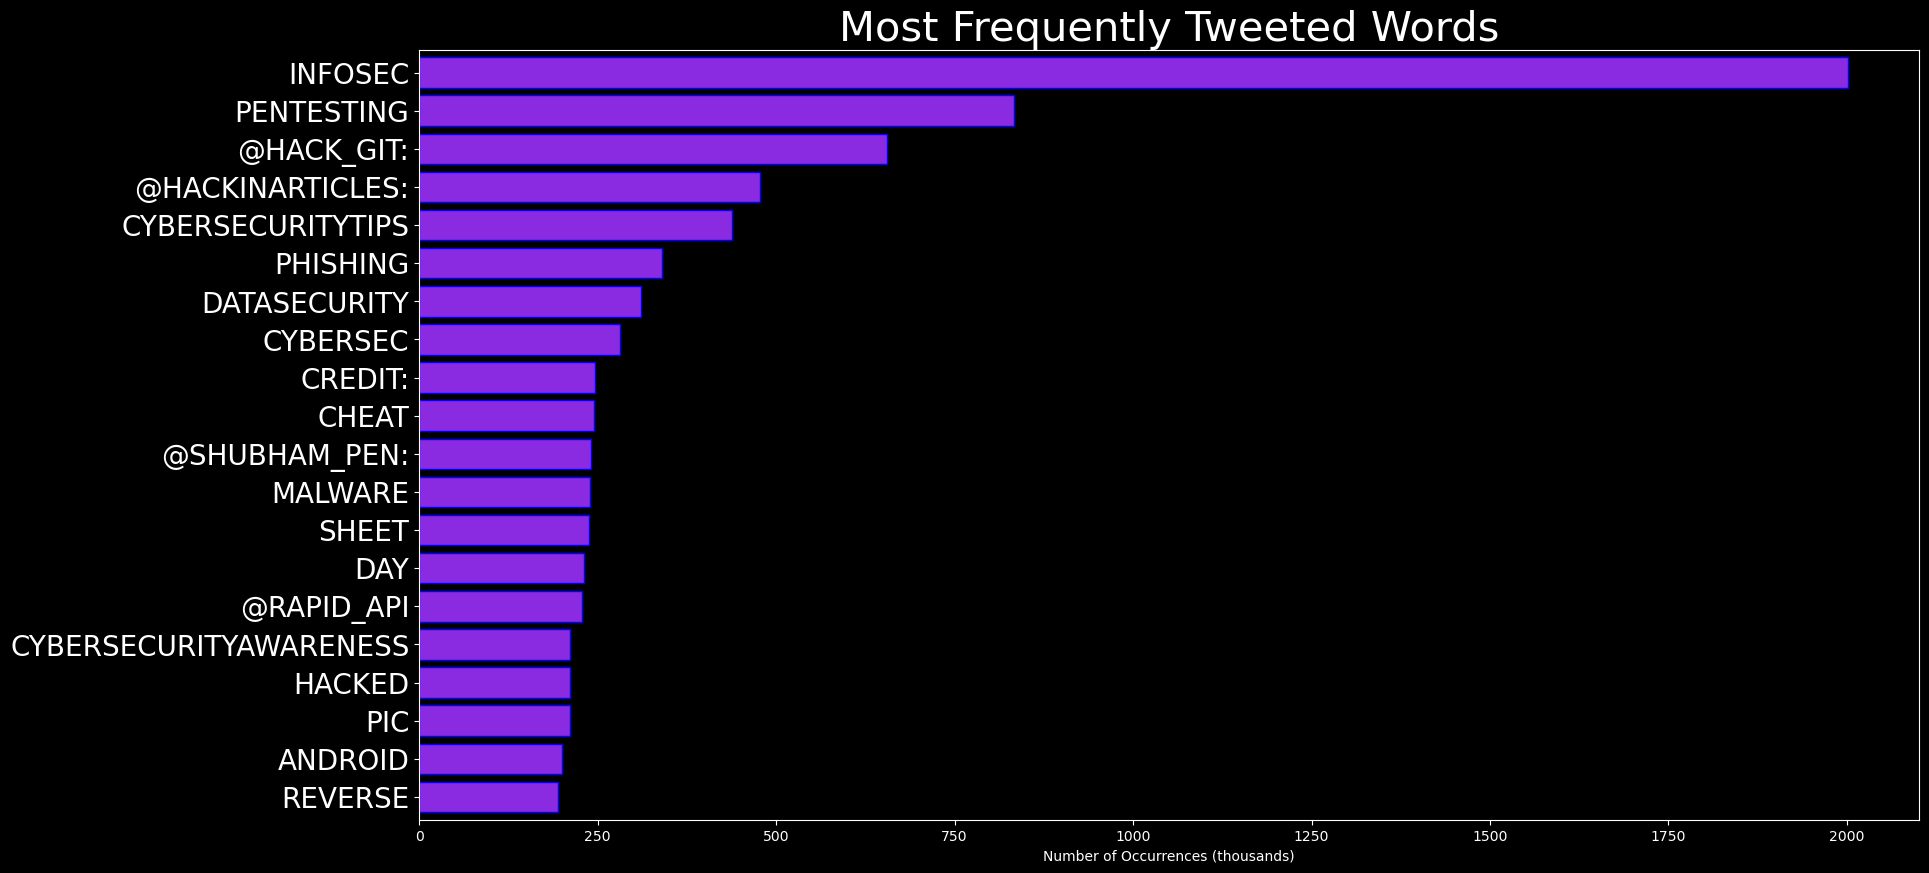 Most Frequently Tweeted Words
INFOSEC
PENTESTING
@HACK_GIT:
@HACKINARTICLES:
CYBERSECURITYTIPS
PHISHING
DATASECURITY
CYBERSEC
CREDIT:
CHEAT
@SHUBHAM_PEN:
MALWARE
SHEET
DAY
@RAPID_API
CYBERSECURITYAWARENESS
HACKED
PIC
ANDROID
REVERSE
0 250 500 750 1000 1250 1500 1750 2000
Number of Occurrences (thousands)